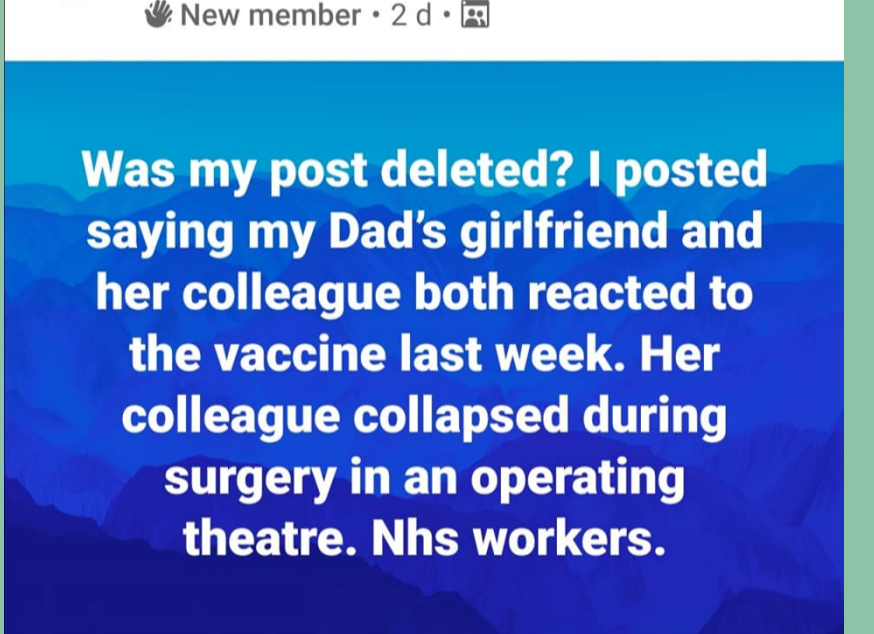 New member • 2 d •
Was my post deleted? I posted
saying my Dad's girlfriend and
her colleague both reacted to
the vaccine last week. Her
colleague collapsed during
surgery in an operating
theatre. Nhs workers.